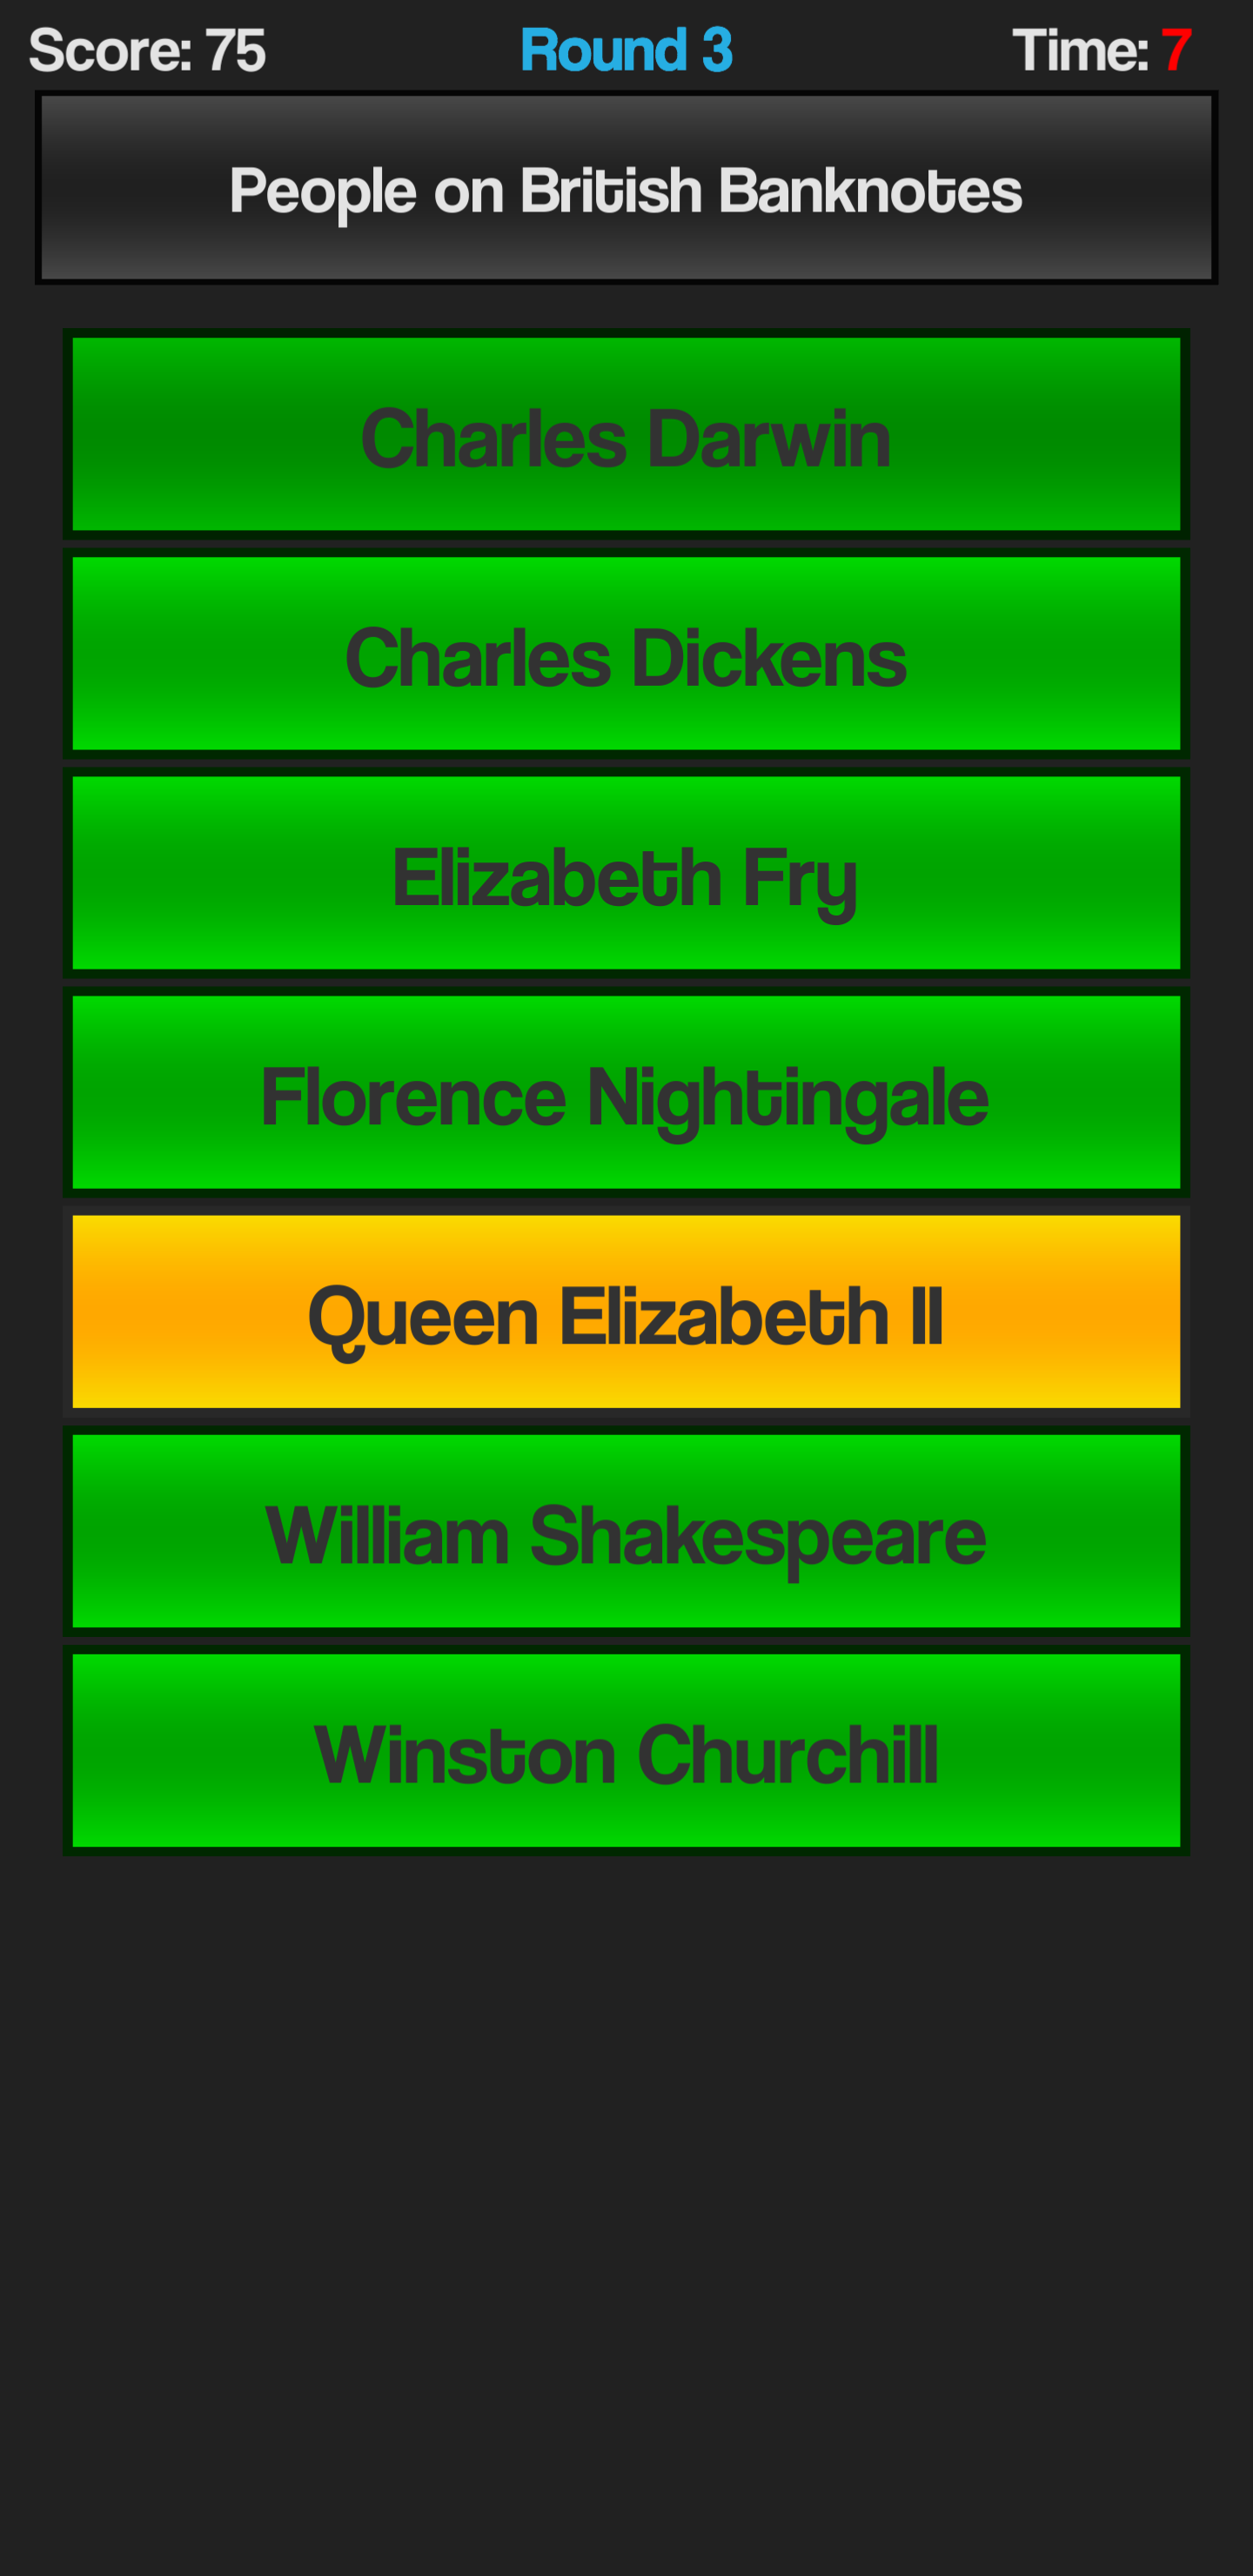 Score: 75 Round 3 Time: 7
People on British Banknotes
Charles Darwin
Charles Dickens
Elizabeth Fry
Florence Nightingale
Queen Elizabeth II
William Shakespeare
Winston Churchill